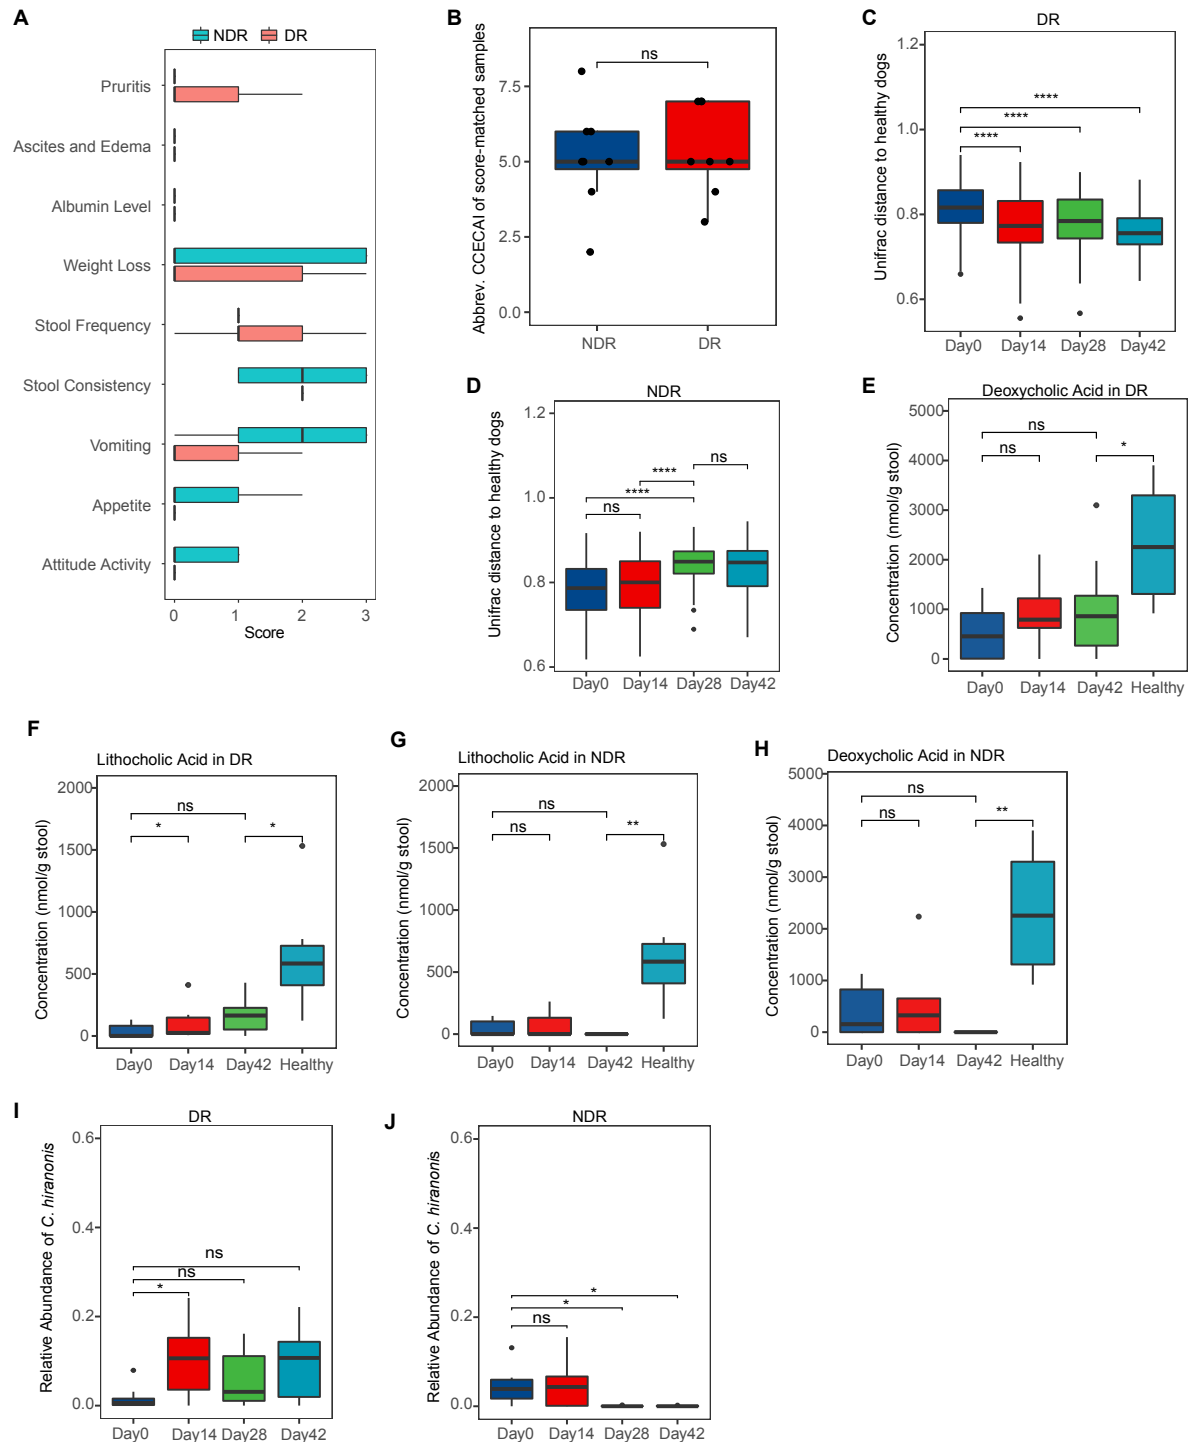 A
NDR DR
Pruritis
Ascites and Edema
Albumin Level
Weight Loss
Stool Frequency
Stool Consistency
Vomiting
Appetite
Attitude Activity
0 1 2 3
Score
B
Abbrev. CCECAI of score-matched samples
7.5
5.0
2.5
0.0
ns
NDR DR
C
DR
Unifrac distance to healthy dogs
1.2
1.0
0.8
0.6
****
****
****
Day0 Day14 Day28 Day42
D
NDR
Unifrac distance to healthy dogs
1.2
1.0
0.8
0.6
ns
****
****
ns
Day0 Day14 Day28 Day42
E
Deoxycholic Acid in DR
Concentration (nmol/g stool)
5000
4000
3000
2000
1000
0
ns
ns
*
Day0 Day14 Day42 Healthy
F
Lithocholic Acid in DR
Concentration (nmol/g stool)
2000
1500
1000
500
0
ns
*
*
Day0 Day14 Day42 Healthy
G
Lithocholic Acid in NDR
Concentration (nmol/g stool)
2000
1500
1000
500
0
ns
ns
**
Day0 Day14 Day42 Healthy
H
Deoxycholic Acid in NDR
Concentration (nmol/g stool)
5000
4000
3000
2000
1000
0
ns
ns
**
Day0 Day14 Day42 Healthy
I
DR
Relative Abundance of C. hiranonis
0.6
0.4
0.2
0.0
ns
ns
*
Day0 Day14 Day28 Day42
J
NDR
Relative Abundance of C. hiranonis
0.6
0.4
0.2
0.0
*
*
ns
Day0 Day14 Day28 Day42